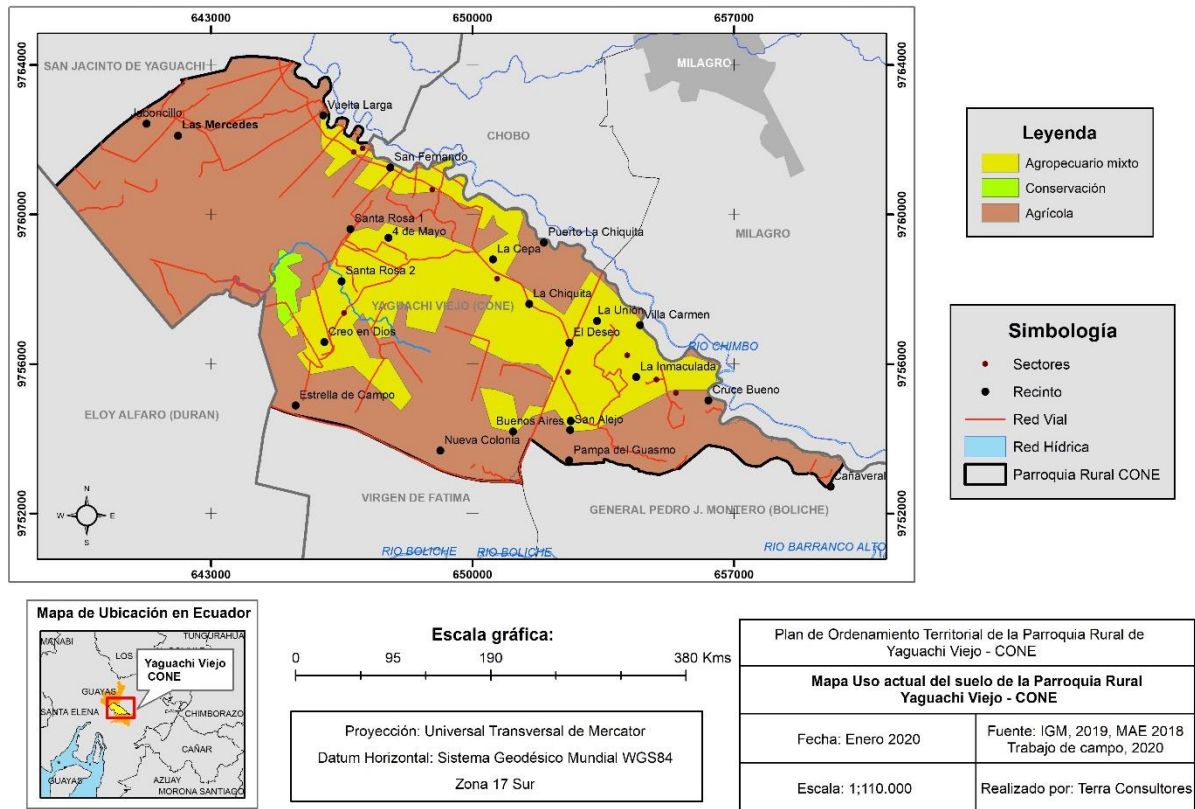 643000
650000
657000
9764000
9760000
9756000
9752000
9764000
9760000
9756000
9752000
SAN JACINTO DE YAGUACHI
MILAGRO
Jaboncillo
Las Mercedes
Vuelta Larga
CHOBO
San Fernando
Santa Rosa 1
4 de Mayo
Puerto La Chiquita
MILAGRO
La Cepa
Santa Rosa 2
YAGUACHI VIEJO (CONE)
La Chiquita
La Unión
Villa Carmen
Creo en Dios
El Deseo
RIO CHIMBO
La Inmaculada
Estrella de Campo
Cruce Bueno
ELOY ALFARO (DURAN)
Buenos Aires
San Alejo
Nueva Colonia
Pampa del Guasmo
Cañaveral
VIRGEN DE FATIMA
GENERAL PEDRO J. MONTERO (BOLICHE)
N
W
E
S
RIO BOLICHE
RIO BOLICHE
RIO BARRANCO ALTO
643000
650000
657000
Leyenda
Agropecuario mixto
Conservación
Agrícola
Simbología
Sectores
Recinto
Red Vial
Red Hídrica
Parroquia Rural CONE
Mapa de Ubicación en Ecuador
MANABI
LOS
TUNGURAHUA
Yaguachi Viejo
CONE
GUAYAS
SANTA ELENA
CHIMBORAZO
CAÑAR
GUAYAS
AZUAY
MORONA SANTIAGO
Escala gráfica:
0 95 190 380 Kms
Proyección: Universal Transversal de Mercator
Datum Horizontal: Sistema Geodésico Mundial WGS84
Zona 17 Sur
Plan de Ordenamiento Territorial de la Parroquia Rural de
Yaguachi Viejo - CONE
Mapa Uso actual del suelo de la Parroquia Rural
Yaguachi Viejo - CONE
Fecha: Enero 2020
Fuente: IGM, 2019, MAE 2018
Trabajo de campo, 2020
Escala: 1;110.000
Realizado por: Terra Consultores